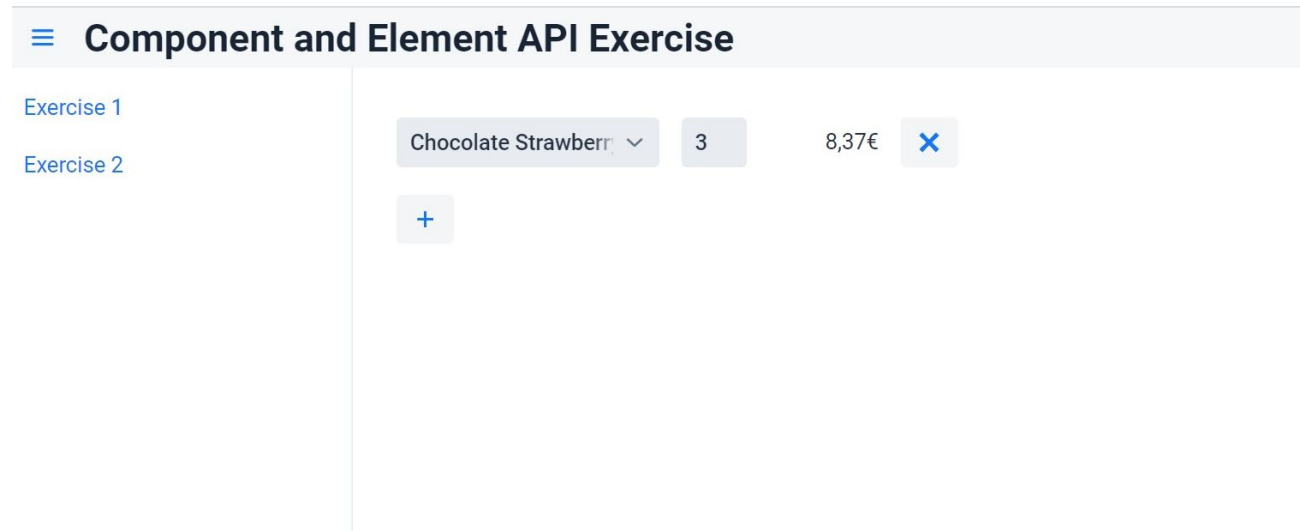 Component and Element API Exercise
Exercise 1
Exercise 2
Chocolate Strawberr
3
8,37€
+